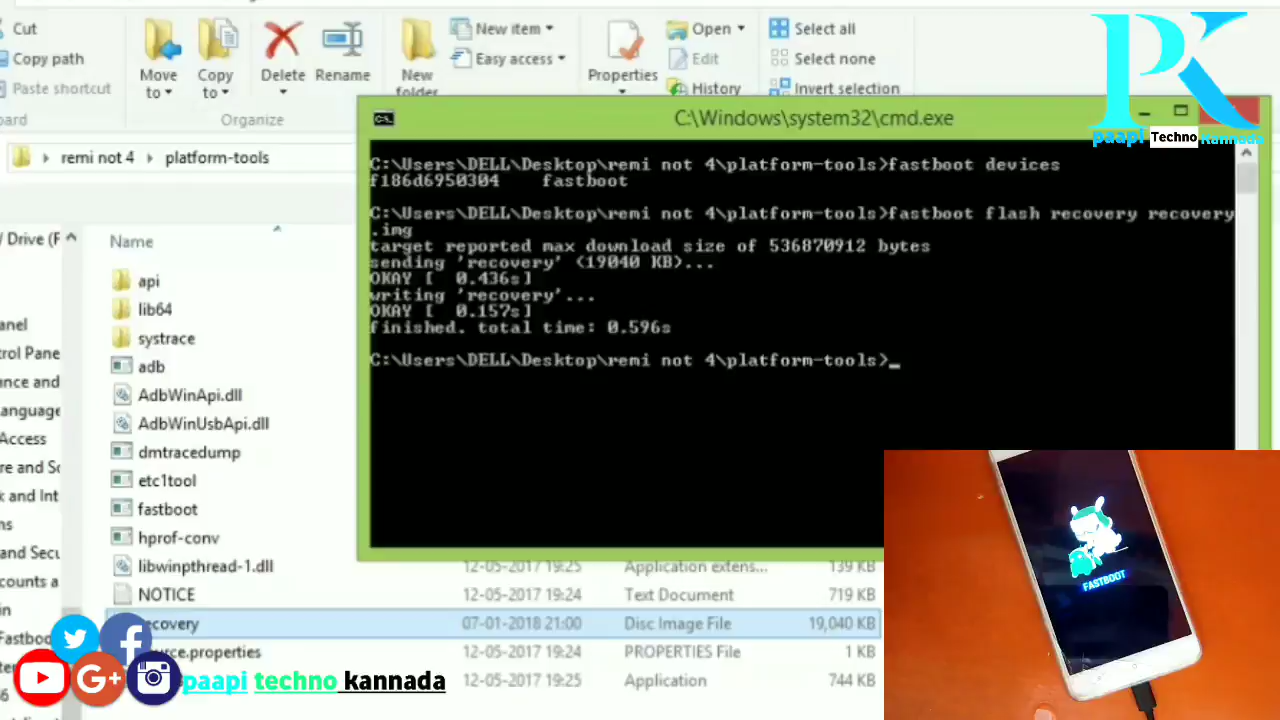 Cut
New item
Open
Select all
Copy path
Easy access
Edit
Select none
Paste shortcut
Move to
Copy to
Delete
Rename
New folder
Properties
History
Invert selection
Organize
PK
paapi Techno Kannada
C:\Windows\system32\cmd.exe
remi not 4 platform-tools
C:\Users\DELL\Desktop\remi not 4\platform-tools>fastboot devices
f186d6950304 fastboot
C:\Users\DELL\Desktop\remi not 4\platform-tools>fastboot flash recovery recovery
.img
target reported max download size of 536870912 bytes
sending 'recovery' (19040 KB)...
OKAY [ 0.436s]
writing 'recovery'...
OKAY [ 0.157s]
finished. total time: 0.596s
C:\Users\DELL\Desktop\remi not 4\platform-tools>_
Name
api
lib64
systrace
adb
AdbWinApi.dll
AdbWinUsbApi.dll
dmtracedump
etc1tool
fastboot
hprof-conv
libwinpthread-1.dll 12-05-2017 19:25 Application extens... 139 KB
NOTICE 12-05-2017 19:24 Text Document 719 KB
ecovery 07-01-2018 21:00 Disc Image File 19,040 KB
urce.properties 12-05-2017 19:24 PROPERTIES File 1 KB
12-05-2017 19:25 Application 744 KB
FASTBOOT
paapi techno kannada